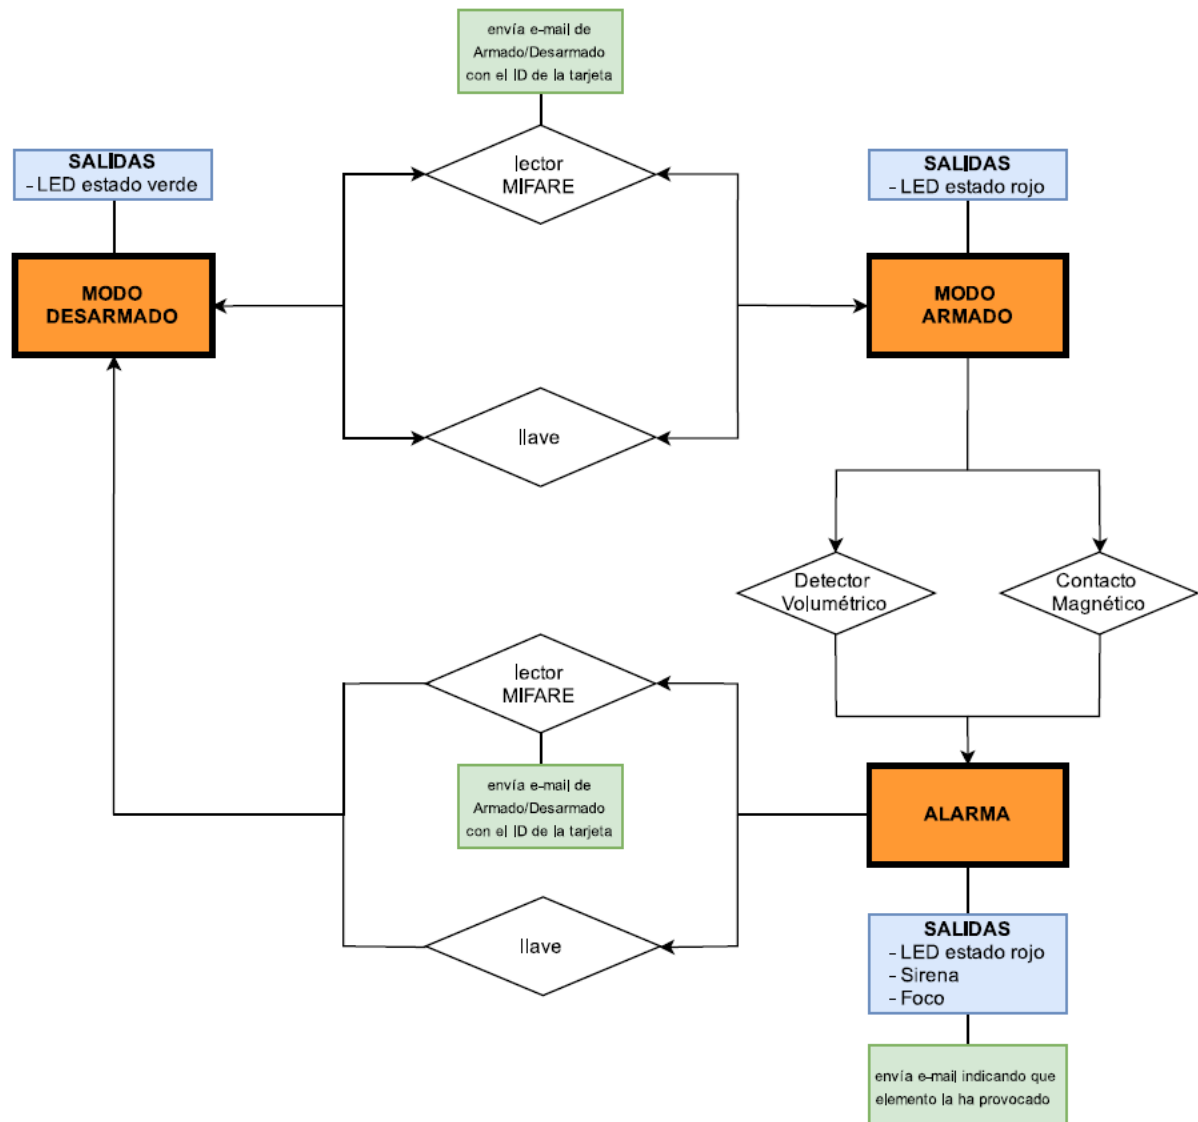 envía e-mail de
Armado/Desarmado
con el ID de la tarjeta
lector
MIFARE
SALIDAS
- LED estado verde
SALIDAS
- LED estado rojo
MODO
DESARMADO
MODO
ARMADO
llave
Detector
Volumétrico
Contacto
Magnético
lector
MIFARE
envía e-mail de
Armado/Desarmado
con el ID de la tarjeta
ALARMA
llave
SALIDAS
- LED estado rojo
- Sirena
- Foco
envía e-mail indicando que
elemento la ha provocado